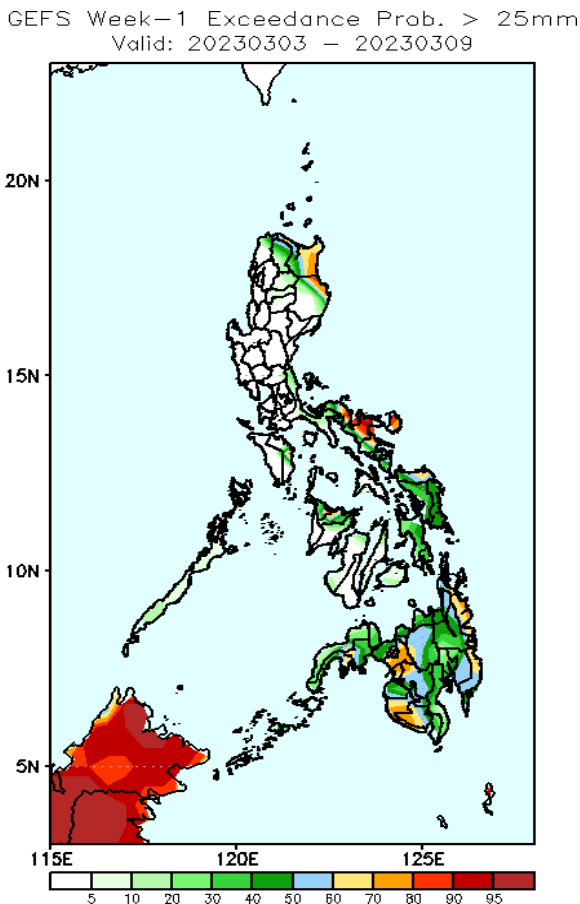 GEFS Week-1 Exceedance Prob. > 25mm
Valid: 20230303 - 20230309
20N
15N
10N
5N
115E 120E 125E
5 10 20 30 40 50 60 70 80 90 95